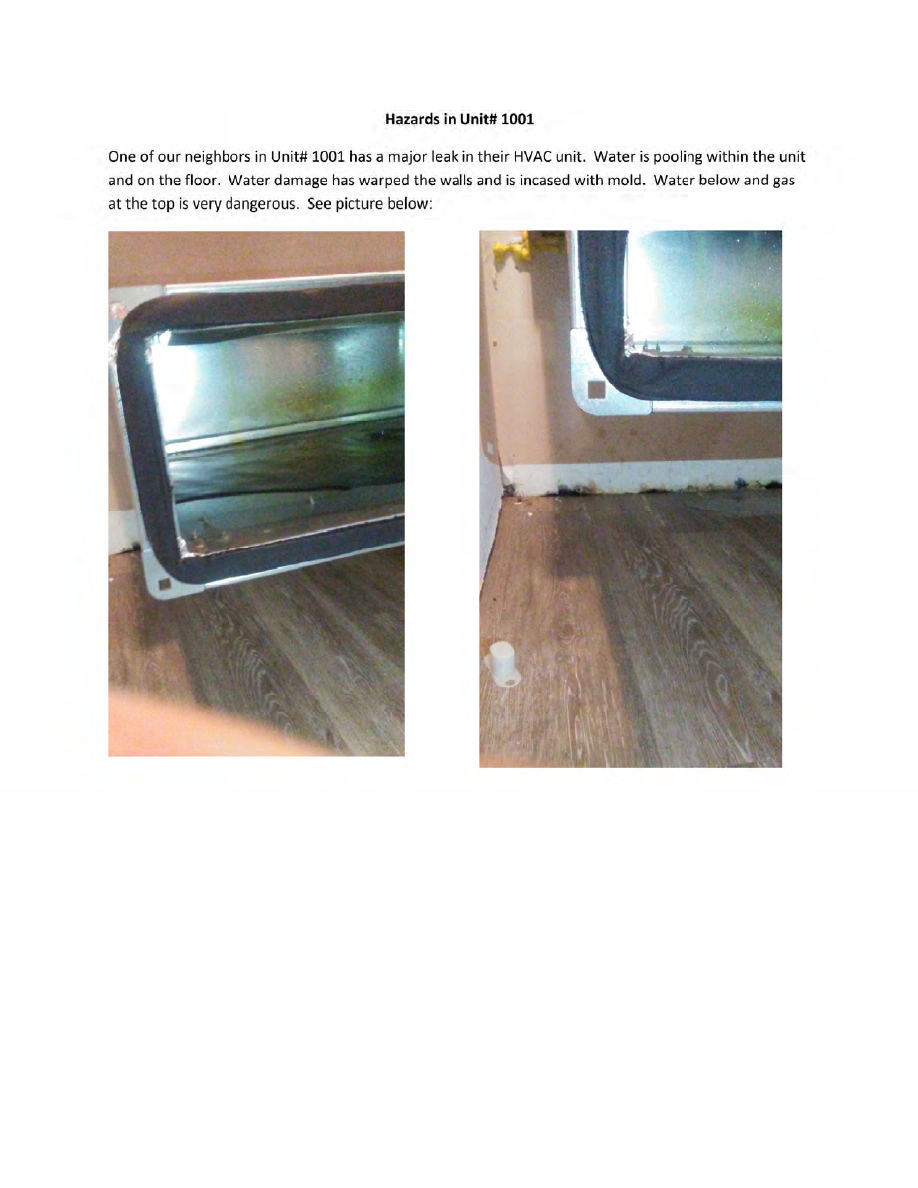 Hazards in Unit# 1001
One of our neighbors in Unit# 1001 has a major leak in their HVAC unit. Water is pooling within the unit
and on the floor. Water damage has warped the walls and is incased with mold. Water below and gas
at the top is very dangerous. See picture below: